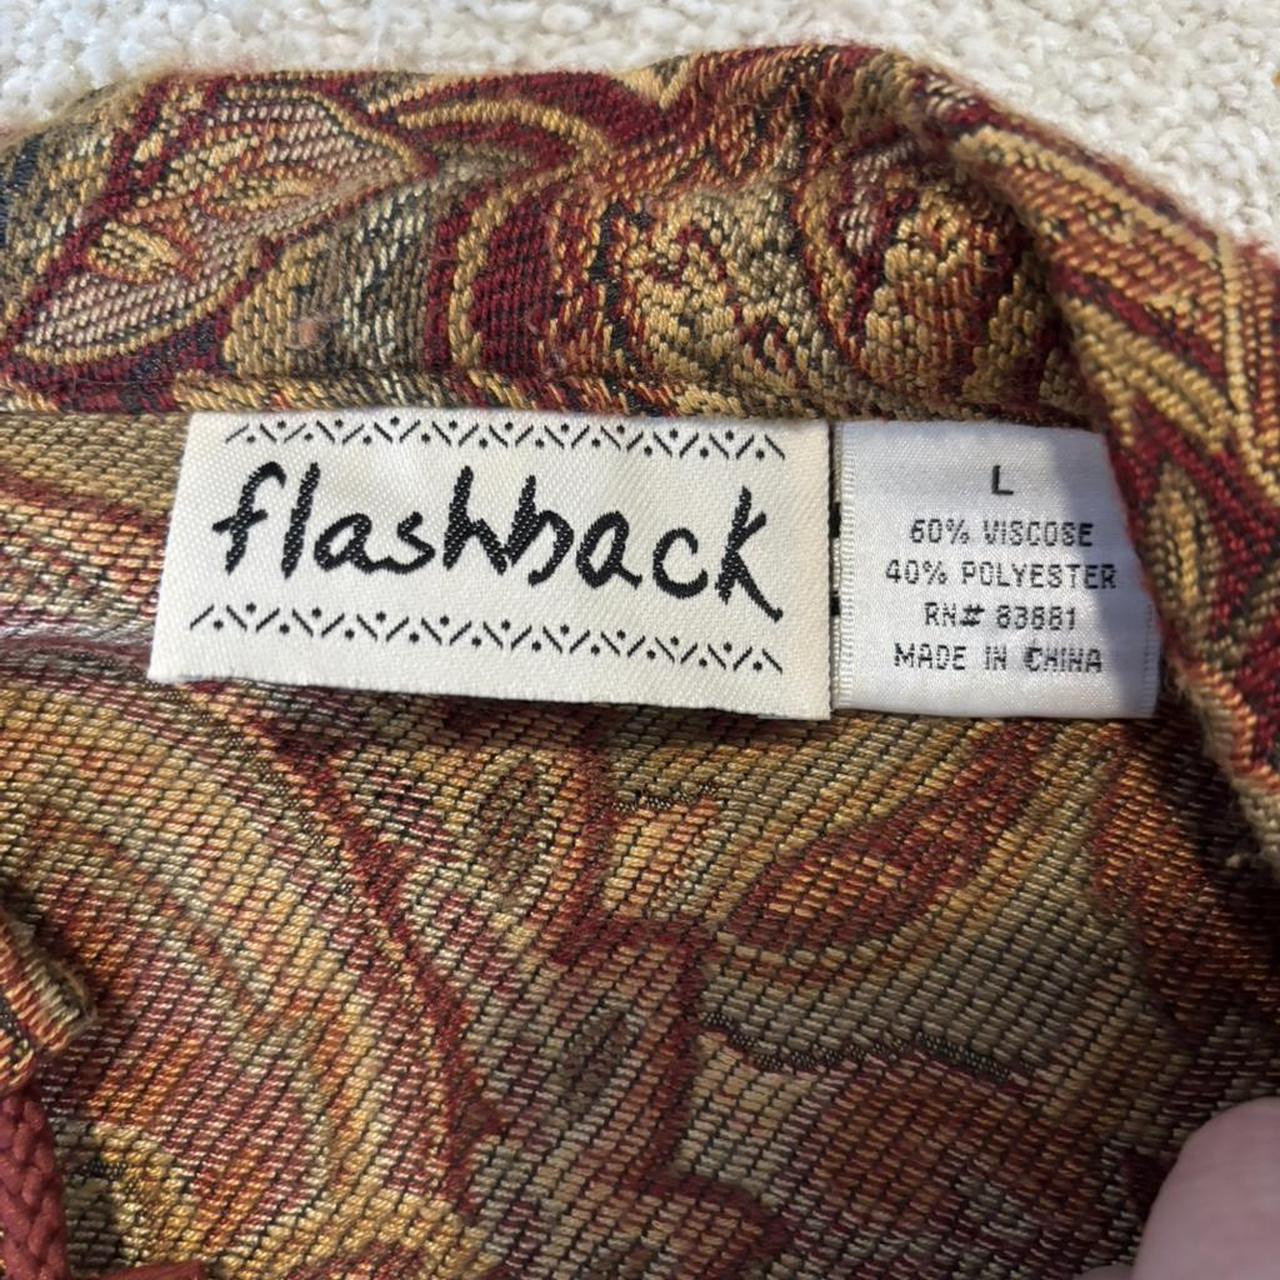 flashback
L
60% VISCOSE
40% POLYESTER
RN# 83881
MADE IN CHINA